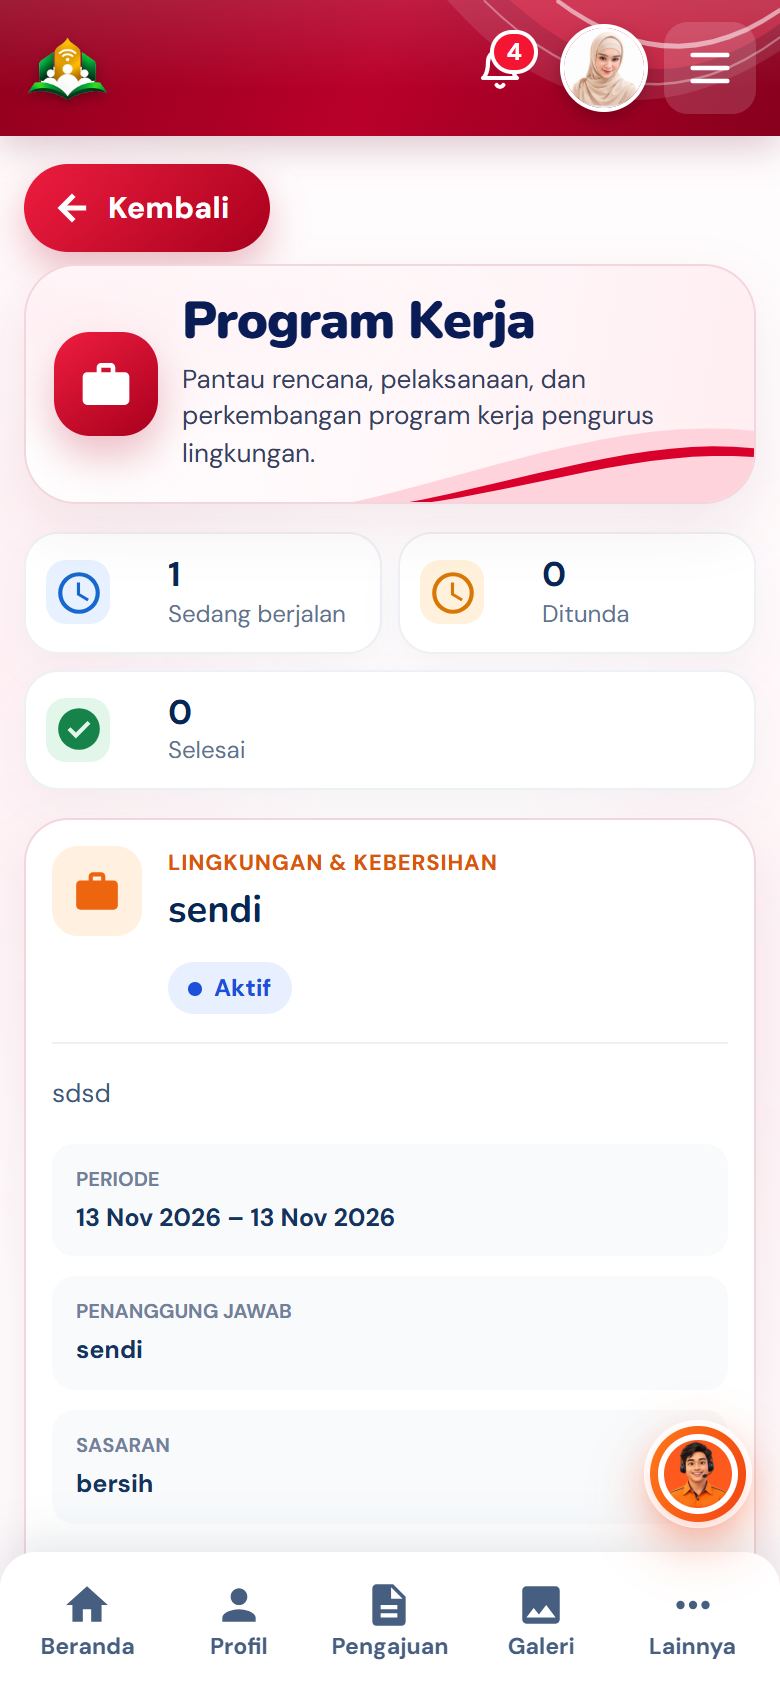 4
Kembali
Program Kerja
Pantau rencana, pelaksanaan, dan
perkembangan program kerja pengurus
lingkungan.
1
Sedang berjalan
0
Ditunda
0
Selesai
LINGKUNGAN & KEBERSIHAN
sendi
Aktif
sdsd
PERIODE
13 Nov 2026 – 13 Nov 2026
PENANGGUNG JAWAB
sendi
SASARAN
bersih
Beranda
Profil
Pengajuan
Galeri
Lainnya